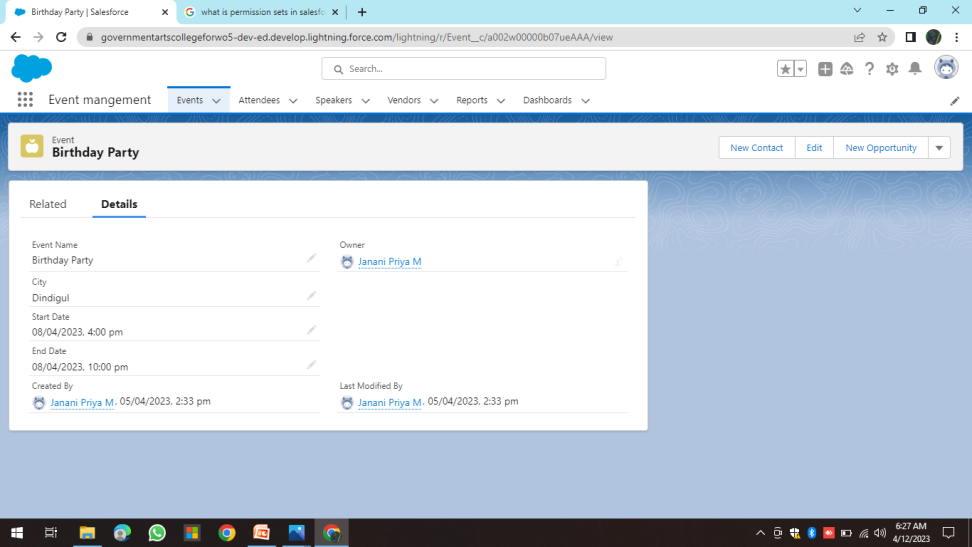 Birthday Party | Salesforce
what is permission sets in salesfo
governmentartscollegeforwo5-dev-ed.develop.lightning.force.com/lightning/r/Event__c/a002w00000b07ueAAA/view
Search...
Event mangement
Events
Attendees
Speakers
Vendors
Reports
Dashboards
Event
Birthday Party
New Contact
Edit
New Opportunity
Related
Details
Event Name
Birthday Party
Owner
Janani Priya M
City
Dindigul
Start Date
08/04/2023, 4:00 pm
End Date
08/04/2023, 10:00 pm
Created By
Janani Priya M, 05/04/2023, 2:33 pm
Last Modified By
Janani Priya M, 05/04/2023, 2:33 pm
6:27 AM
4/12/2023